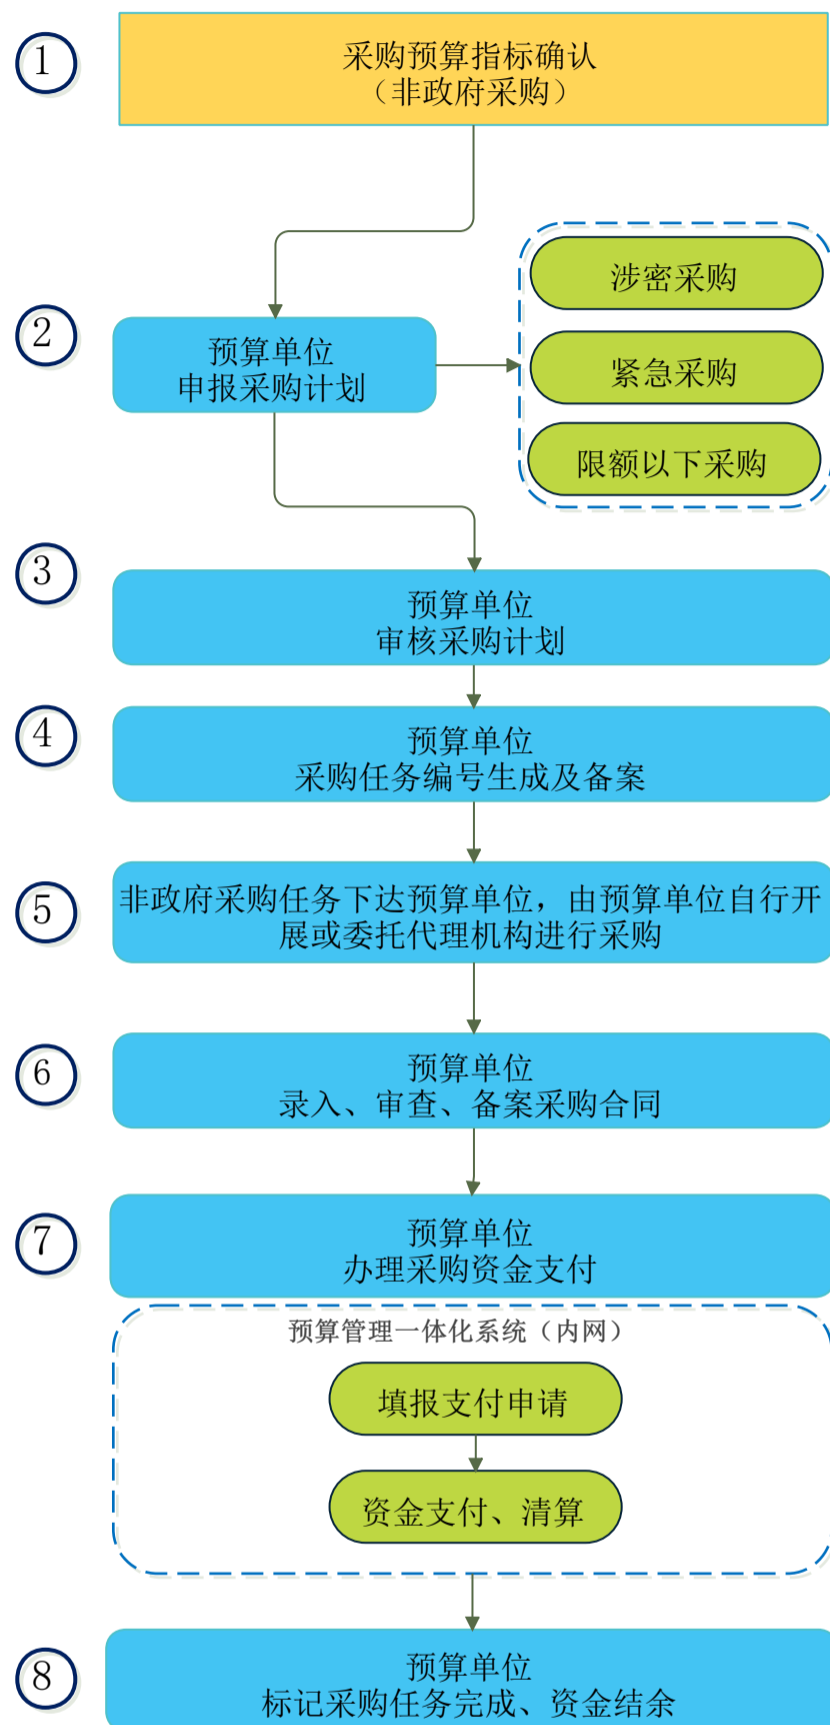 1
采购预算指标确认
（非政府采购）
2
预算单位
申报采购计划
涉密采购
紧急采购
限额以下采购
3
预算单位
审核采购计划
4
预算单位
采购任务编号生成及备案
5
非政府采购任务下达预算单位，由预算单位自行开
展或委托代理机构进行采购
6
预算单位
录入、审查、备案采购合同
7
预算单位
办理采购资金支付
预算管理一体化系统（内网）
填报支付申请
资金支付、清算
8
预算单位
标记采购任务完成、资金结余